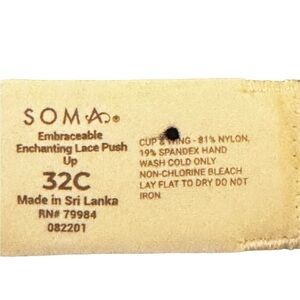 SOMA®
Embraceable
Enchanting Lace Push
Up
32C
Made in Sri Lanka
RN# 79984
082201
CUP & WING - 81% NYLON,
19% SPANDEX HAND
WASH COLD ONLY
NON-CHLORINE BLEACH
LAY FLAT TO DRY DO NOT
IRON